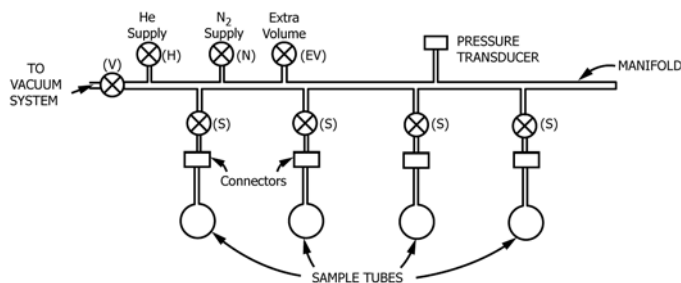 He
Supply
N₂
Supply
Extra
Volume
PRESSURE
TRANSDUCER
MANIFOLD
TO
VACUUM
SYSTEM
(V)
(H)
(N)
(EV)
(S)
(S)
(S)
(S)
Connectors
SAMPLE TUBES